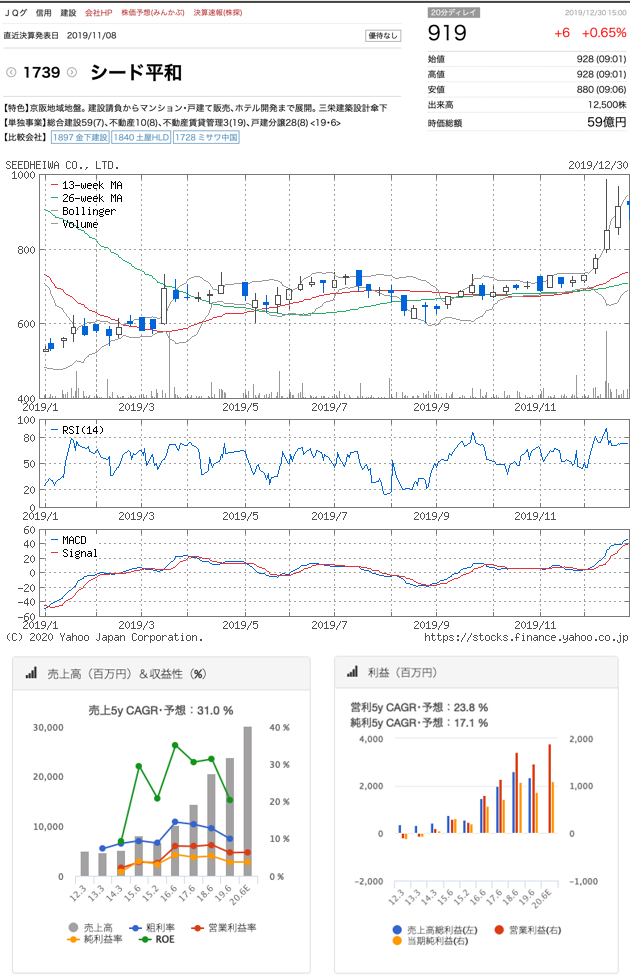 ＪＱグ 信用 建設 会社HP 株価予想(みんかぶ) 決算速報(株探)
直近決算発表日 2019/11/08 優待なし
1739 シード平和
【特色】京阪地域地盤。建設請負からマンション・戸建て販売、ホテル開発まで展開。三栄建築設計傘下
【単独事業】総合建設59(7)、不動産10(8)、不動産賃貸管理3(19)、戸建分譲28(8) <19・6>
【比較会社】 1897 金下建設 1840 土屋HLD 1728 ミサワ中国
20分ディレイ 2019/12/30 15:00
919 +6 +0.65%
始値 928 (09:01)
高値 928 (09:01)
安値 880 (09:06)
出来高 12,500株
時価総額 59億円
SEEDHEIWA CO., LTD. 2019/12/30
1000
800
600
400
13-week MA
26-week MA
Bollinger
Volume
2019/1 2019/3 2019/5 2019/7 2019/9 2019/11
100
80
50
20
0
RSI(14)
2019/1 2019/3 2019/5 2019/7 2019/9 2019/11
60
40
20
0
-20
-40
-60
MACD
Signal
2019/1 2019/3 2019/5 2019/7 2019/9 2019/11
(C) 2020 Yahoo Japan Corporation. https://stocks.finance.yahoo.co.jp
売上高（百万円）＆収益性（%）
売上5y CAGR・予想：31.0 %
30,000
20,000
10,000
0
40 %
30 %
20 %
10 %
0 %
12.3 13.3 14.3 15.6 15.2 16.6 17.6 18.6 19.6 20.6E
売上高 粗利率 営業利益率
純利益率 ROE
利益（百万円）
営利5y CAGR・予想：23.8 %
純利5y CAGR・予想：17.1 %
4,000
2,000
0
−2,000
2,000
1,000
0
−1,000
12.3 13.3 14.3 15.6 15.2 16.6 17.6 18.6 19.6 20.6E
売上高総利益(左) 営業利益(右)
当期純利益(右)